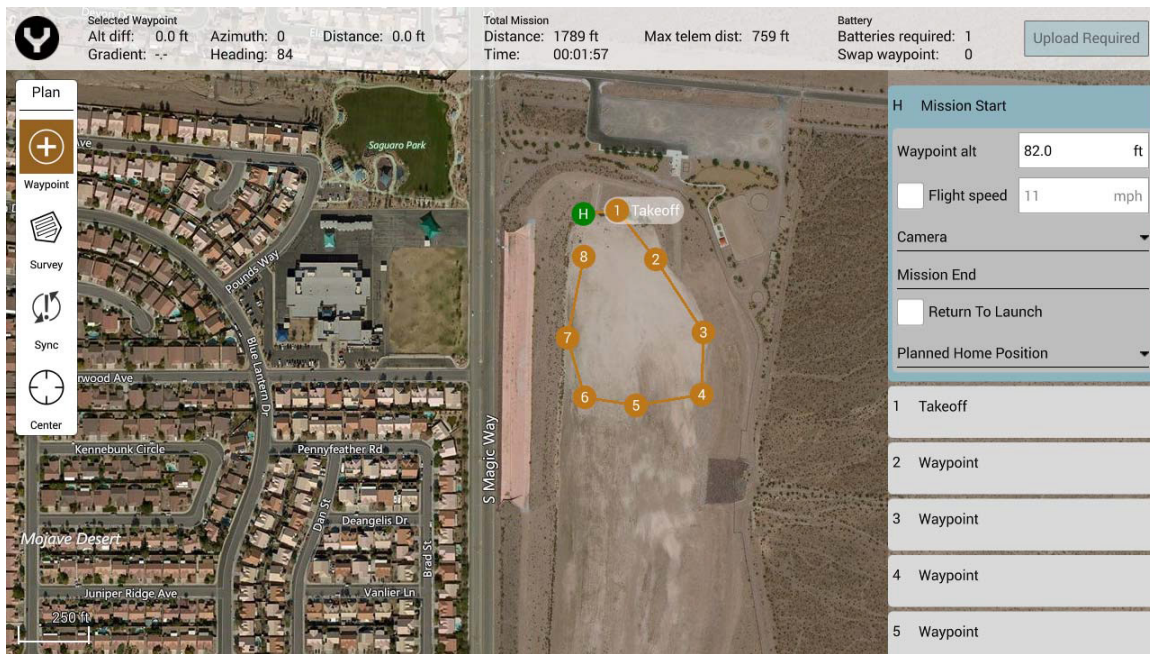 Selected Waypoint
Alt diff: 0.0 ft Azimuth: 0 Distance: 0.0 ft
Gradient: -.- Heading: 84
Total Mission
Distance: 1789 ft Max telem dist: 759 ft
Time: 00:01:57
Battery
Batteries required: 1
Swap waypoint: 0
Upload Required
Plan
Waypoint
Survey
Sync
Center
Saguaro Park
Pounds Way
Blue Lantern Dr
rwood Ave
Kennebunk Circle
Pennyfeather Rd
Dan St
Deangelis Dr
Brad St
Mojave Desert
Juniper Ridge Ave
Vanlier Ln
250 ft
S Magic Way
H
1 Takeoff
2
3
4
5
6
7
8
H Mission Start
Waypoint alt 82.0 ft
Flight speed 11 mph
Camera
Mission End
Return To Launch
Planned Home Position
1 Takeoff
2 Waypoint
3 Waypoint
4 Waypoint
5 Waypoint